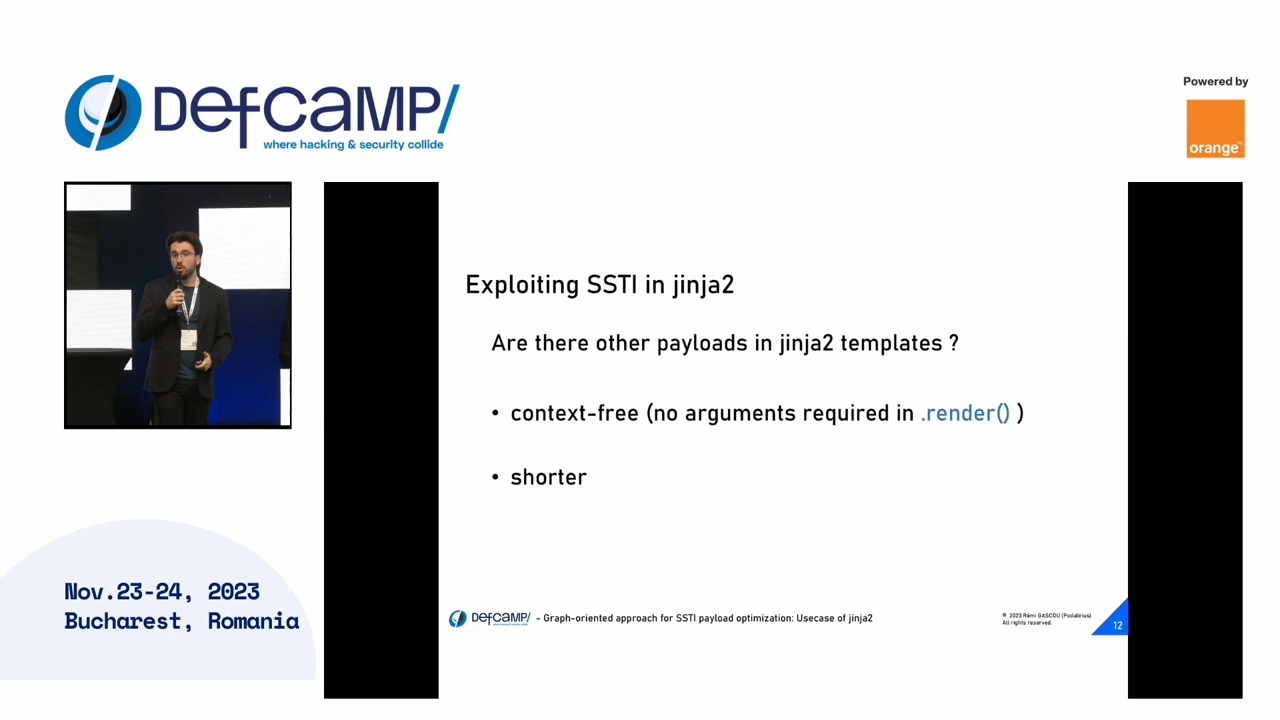 DefCamp/
where hacking & security collide
Powered by
orange™
Exploiting SSTI in jinja2
Are there other payloads in jinja2 templates ?
• context-free (no arguments required in .render() )
• shorter
Nov.23-24, 2023
Bucharest, Romania
DefCamp/ - Graph-oriented approach for SSTI payload optimization: Usecase of jinja2
© 2023 Rémi GASCOU (Podalirius)
All rights reserved.
12